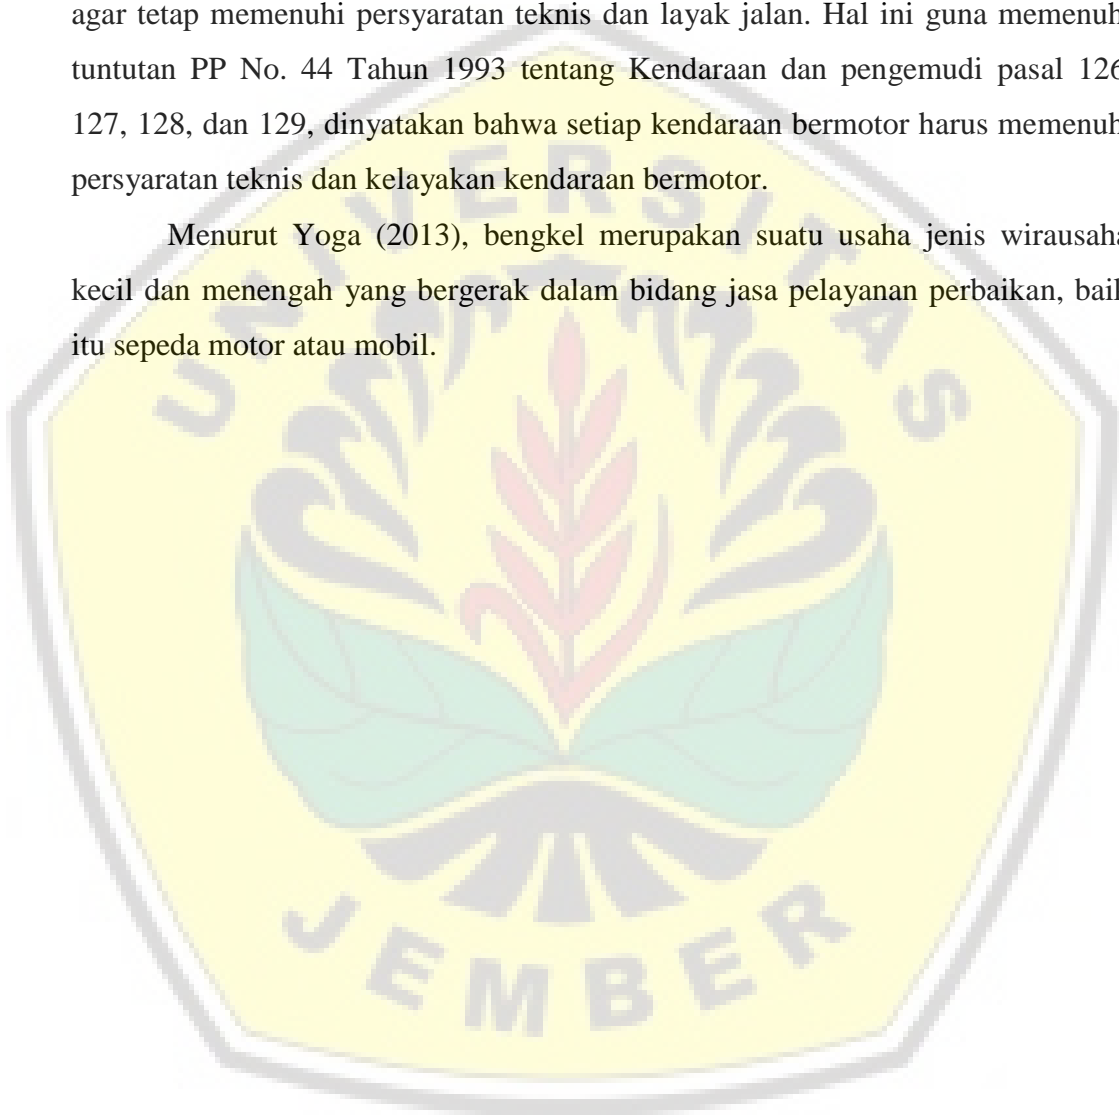 agar tetap memenuhi persyaratan teknis dan layak jalan. Hal ini guna memenuh
tuntutan PP No. 44 Tahun 1993 tentang Kendaraan dan pengemudi pasal 126
127, 128, dan 129, dinyatakan bahwa setiap kendaraan bermotor harus memenuh
persyaratan teknis dan kelayakan kendaraan bermotor.
Menurut Yoga (2013), bengkel merupakan suatu usaha jenis wirausaha
kecil dan menengah yang bergerak dalam bidang jasa pelayanan perbaikan, baik
itu sepeda motor atau mobil.
UNIVERSITAS
JEMBER